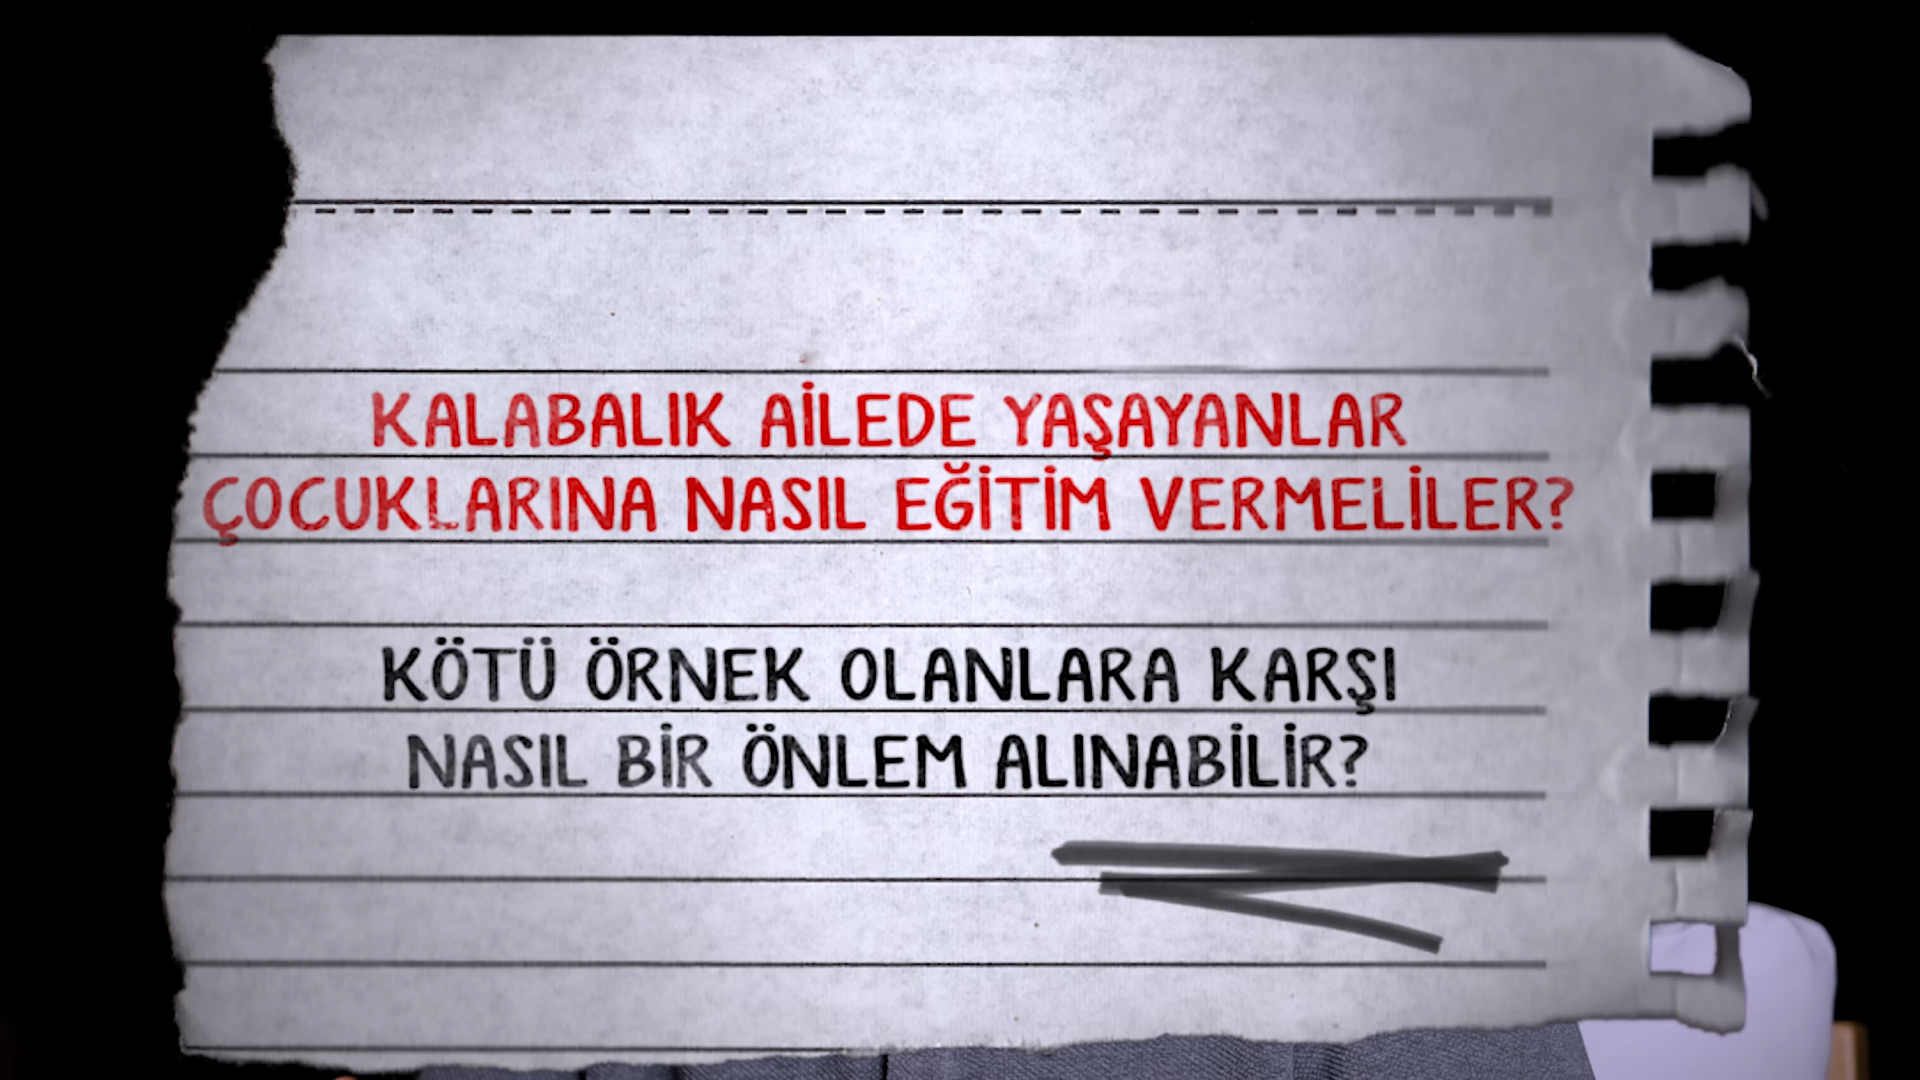 KALABALIK AİLEDE YAŞAYANLAR
ÇOCUKLARINA NASIL EĞİTİM VERMELİLER?
KÖTÜ ÖRNEK OLANLARA KARŞI
NASIL BİR ÖNLEM ALINABİLİR?